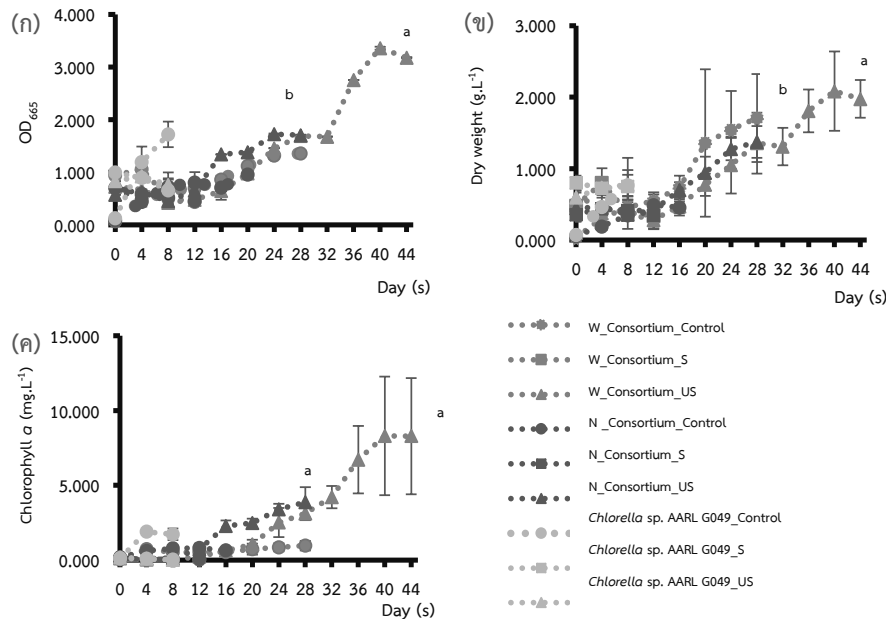 (ก)
4.000
3.000
2.000
1.000
0.000
OD665
a
b
0 4 8 12 16 20 24 28 32 36 40 44
Day (s)
(ข)
3.000
2.000
1.000
0.000
Dry weight (g.L-1)
a
b
0 4 8 12 16 20 24 28 32 36 40 44
Day (s)
(ค)
15.000
10.000
5.000
0.000
Chlorophyll a (mg.L-1)
a
a
0 4 8 12 16 20 24 28 32 36 40 44
Day (s)
W_Consortium_Control
W_Consortium_S
W_Consortium_US
N _Consortium_Control
N_Consortium_S
N_Consortium_US
Chlorella sp. AARL G049_Control
Chlorella sp. AARL G049_S
Chlorella sp. AARL G049_US